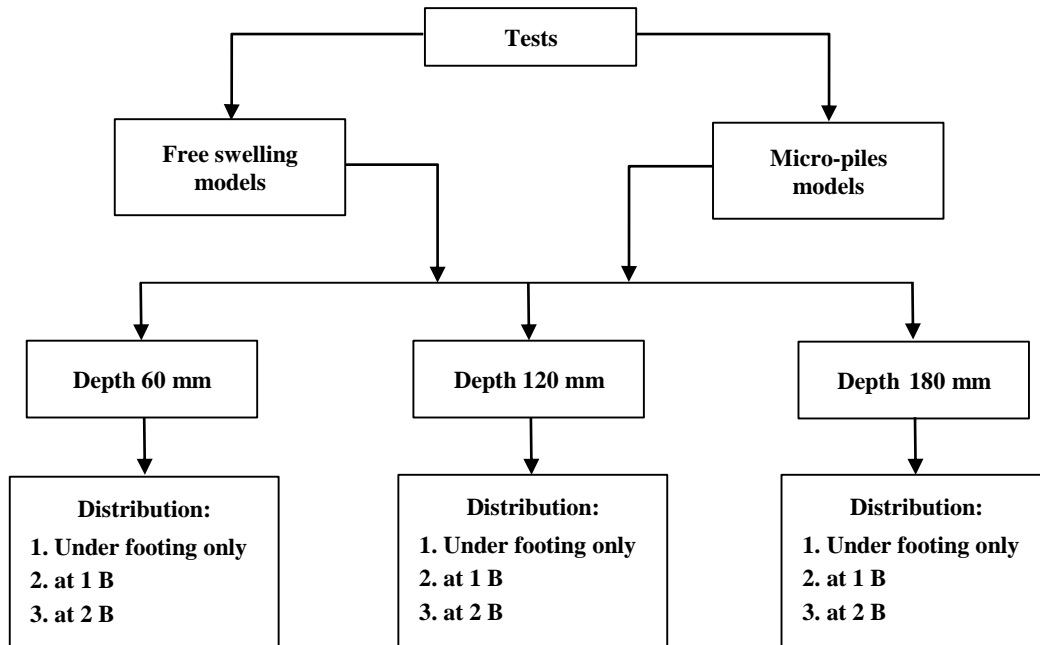 Tests
Free swelling
models
Micro-piles
models
Depth 60 mm
Depth 120 mm
Depth 180 mm
Distribution:
1. Under footing only
2. at 1 B
3. at 2 B
Distribution:
1. Under footing only
2. at 1 B
3. at 2 B
Distribution:
1. Under footing only
2. at 1 B
3. at 2 B